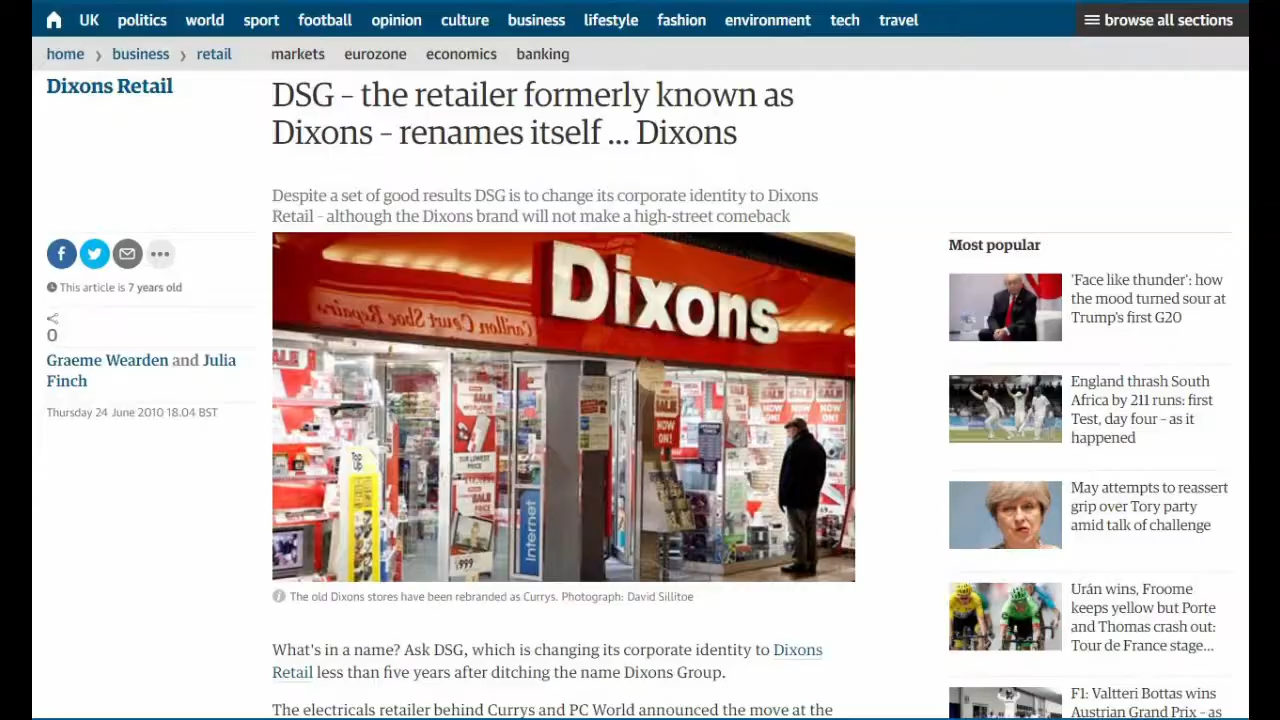 UK politics world sport football opinion culture business lifestyle fashion environment tech travel
browse all sections
home business retail markets eurozone economics banking
Dixons Retail
DSG – the retailer formerly known as
Dixons – renames itself ... Dixons
Despite a set of good results DSG is to change its corporate identity to Dixons
Retail – although the Dixons brand will not make a high-street comeback
This article is 7 years old
0
Graeme Wearden and Julia
Finch
Thursday 24 June 2010 18.04 BST
Dixons
Carillon Court Shoe Repairs
SALE
NOW
ON!
NOW
ON!
SALE
NOW
ON!
SALE
PRICE
Internet
£999
The old Dixons stores have been rebranded as Currys. Photograph: David Sillitoe
What's in a name? Ask DSG, which is changing its corporate identity to Dixons
Retail less than five years after ditching the name Dixons Group.
The electricals retailer behind Currys and PC World announced the move at the
Most popular
'Face like thunder': how
the mood turned sour at
Trump's first G20
England thrash South
Africa by 211 runs: first
Test, day four – as it
happened
May attempts to reassert
grip over Tory party
amid talk of challenge
Urán wins, Froome
keeps yellow but Porte
and Thomas crash out:
Tour de France stage...
F1: Valtteri Bottas wins
Austrian Grand Prix – as